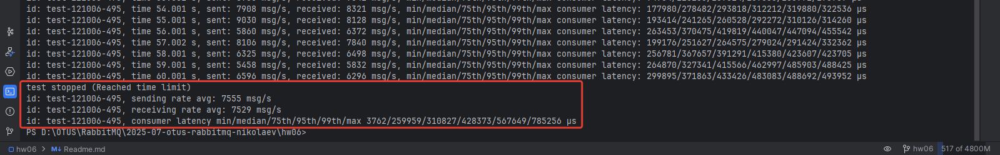 id: test-121006-495, time 54.001 s, sent: 7908 msg/s, received: 8321 msg/s, min/median/75th/95th/99th/max consumer latency: 177980/278482/293818/312212/319880/322536 µs
id: test-121006-495, time 55.001 s, sent: 9030 msg/s, received: 8128 msg/s, min/median/75th/95th/99th/max consumer latency: 193414/241265/260528/292272/310126/314260 µs
id: test-121006-495, time 56.001 s, sent: 5860 msg/s, received: 6372 msg/s, min/median/75th/95th/99th/max consumer latency: 263453/370475/419819/440047/447094/455542 µs
id: test-121006-495, time 57.002 s, sent: 8106 msg/s, received: 7840 msg/s, min/median/75th/95th/99th/max consumer latency: 199176/251627/264575/279024/291424/332362 µs
id: test-121006-495, time 58.001 s, sent: 6325 msg/s, received: 6498 msg/s, min/median/75th/95th/99th/max consumer latency: 256781/367657/391291/415380/423607/423705 µs
id: test-121006-495, time 59.001 s, sent: 5458 msg/s, received: 5832 msg/s, min/median/75th/95th/99th/max consumer latency: 264870/327341/415566/462997/485903/488425 µs
id: test-121006-495, time 60.001 s, sent: 6596 msg/s, received: 6296 msg/s, min/median/75th/95th/99th/max consumer latency: 299895/371863/433426/483083/488692/493952 µs
test stopped (Reached time limit)
id: test-121006-495, sending rate avg: 7555 msg/s
id: test-121006-495, receiving rate avg: 7529 msg/s
id: test-121006-495, consumer latency min/median/75th/95th/99th/max 3762/259959/310827/428373/567649/785256 µs
PS D:\OTUS\RabbitMQ\2025-07-otus-rabbitmq-nikolaev\hw06>
hw06 > M↓ Readme.md
hw06 517 of 4800M